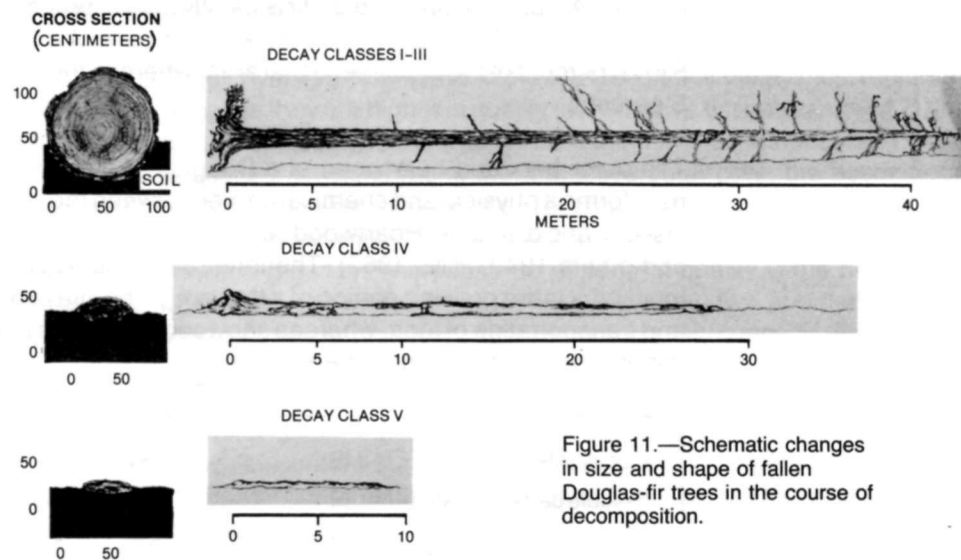 CROSS SECTION
(CENTIMETERS)
DECAY CLASSES I-III
100
50
0
SOIL
0 50 100
0 10 20 30 40
METERS
DECAY CLASS IV
50
0
0 50
0 5 10 20 30
DECAY CLASS V
50
0
0 50
0 5 10
Figure 11.—Schematic changes
in size and shape of fallen
Douglas-fir trees in the course of
decomposition.